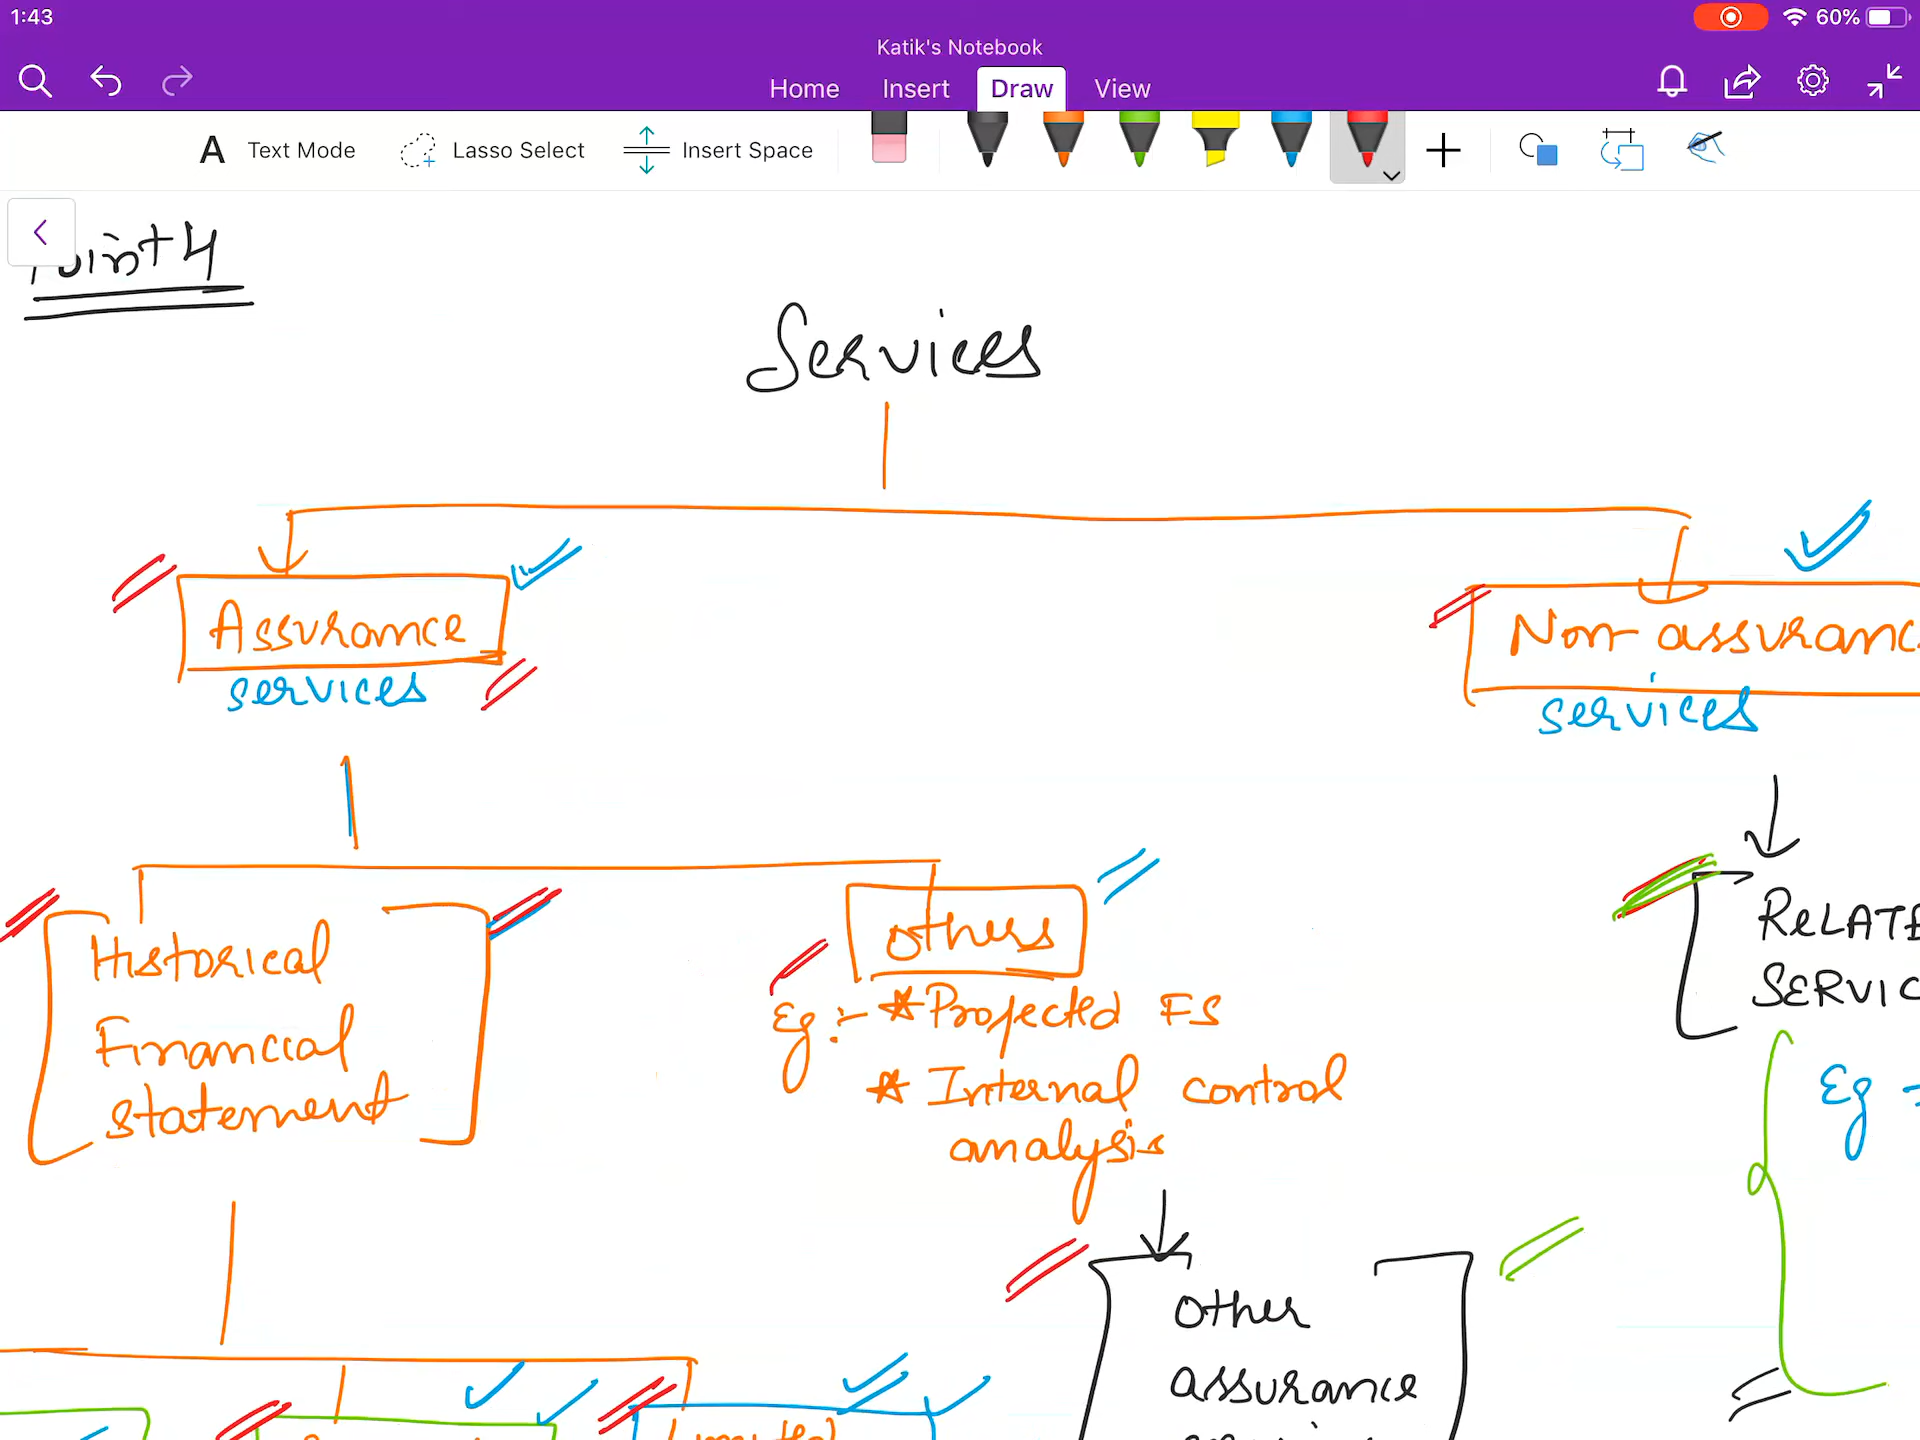 1:43
60%
Katik's Notebook
Home Insert Draw View
A Text Mode Lasso Select Insert Space
Point 4
Services
Assurance
services
Non-assuranc
services
Historical
Financial
statement
Others
Eg :- * Projected FS
* Internal control
analysis
RELATE
SERVIC
Eg
Other
assurance